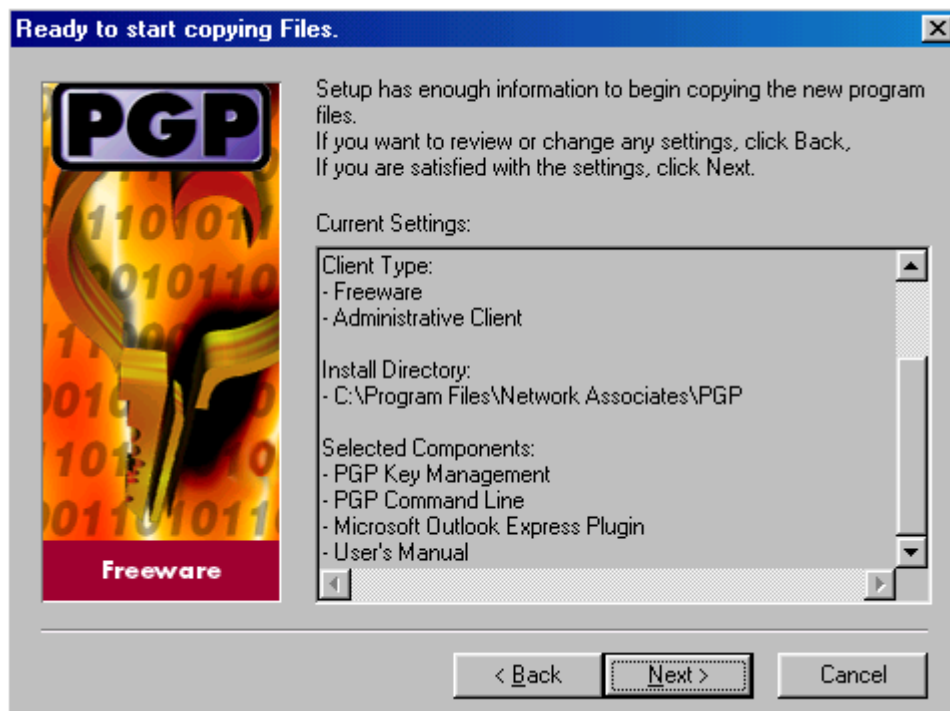 Ready to start copying Files.
PGP
1101011
0010110
Freeware
Setup has enough information to begin copying the new program
files.
If you want to review or change any settings, click Back,
If you are satisfied with the settings, click Next.
Current Settings:
Client Type:
- Freeware
- Administrative Client
Install Directory:
- C:\Program Files\Network Associates\PGP
Selected Components:
- PGP Key Management
- PGP Command Line
- Microsoft Outlook Express Plugin
- User's Manual
< Back
Next >
Cancel